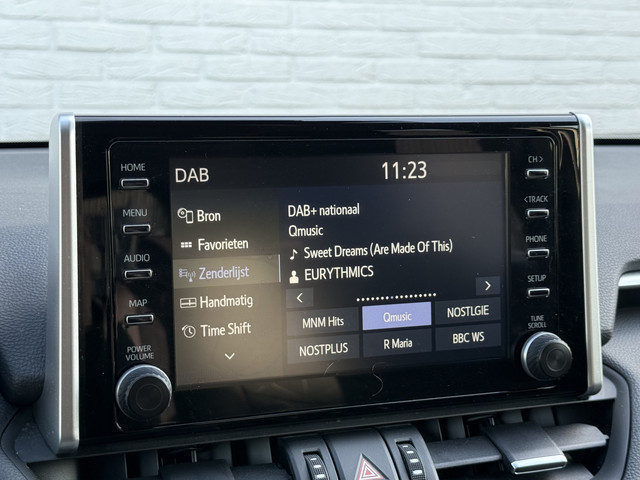 HOME
MENU
AUDIO
MAP
POWER
VOLUME
DAB
11:23
Bron
Favorieten
Zenderlijst
Handmatig
Time Shift
DAB+ nationaal
Qmusic
Sweet Dreams (Are Made Of This)
EURYTHMICS
MNM Hits
Qmusic
NOSTLGIE
NOSTPLUS
R Maria
BBC WS
CH >
< TRACK
PHONE
SETUP
TUNE
SCROLL